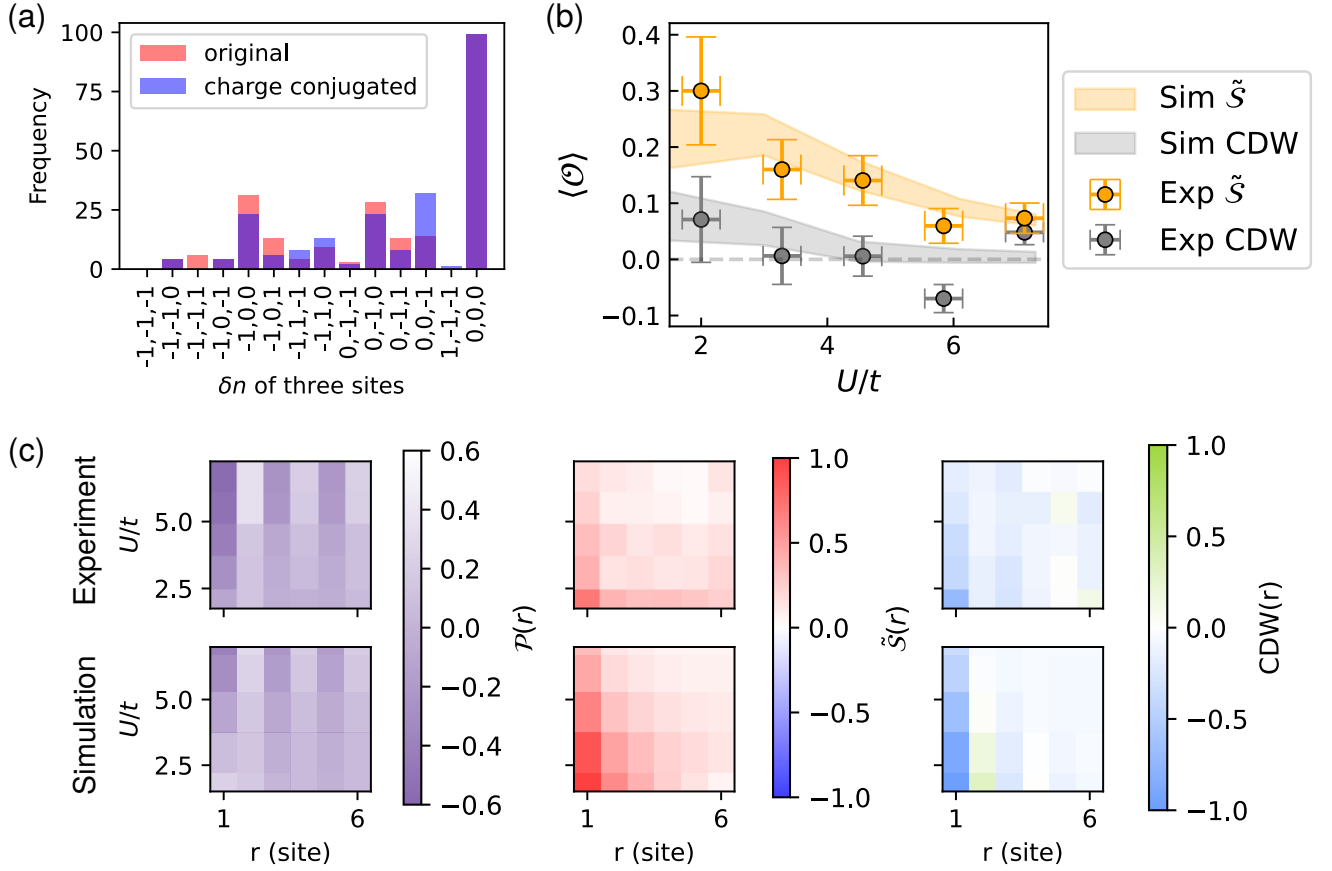 (a)
100
75
50
25
0
Frequency
original
charge conjugated
-1,-1,-1
-1,-1,0
-1,-1,1
-1,0,-1
-1,0,0
-1,0,1
-1,1,-1
-1,1,0
0,-1,-1
0,-1,0
0,-1,1
0,0,-1
1,-1,-1
0,0,0
δn of three sites
(b)
0.4
0.3
0.2
0.1
0.0
−0.1
⟨𝒪⟩
2
4
6
U/t
Sim S̃
Sim CDW
Exp S̃
Exp CDW
(c)
Experiment
U/t
5.0
2.5
Simulation
U/t
5.0
2.5
1
6
r (site)
0.6
0.4
0.2
0.0
−0.2
−0.4
−0.6
𝒫(r)
1
6
r (site)
1.0
0.5
0.0
−0.5
−1.0
S̃(r)
1
6
r (site)
1.0
0.5
0.0
−0.5
−1.0
CDW(r)